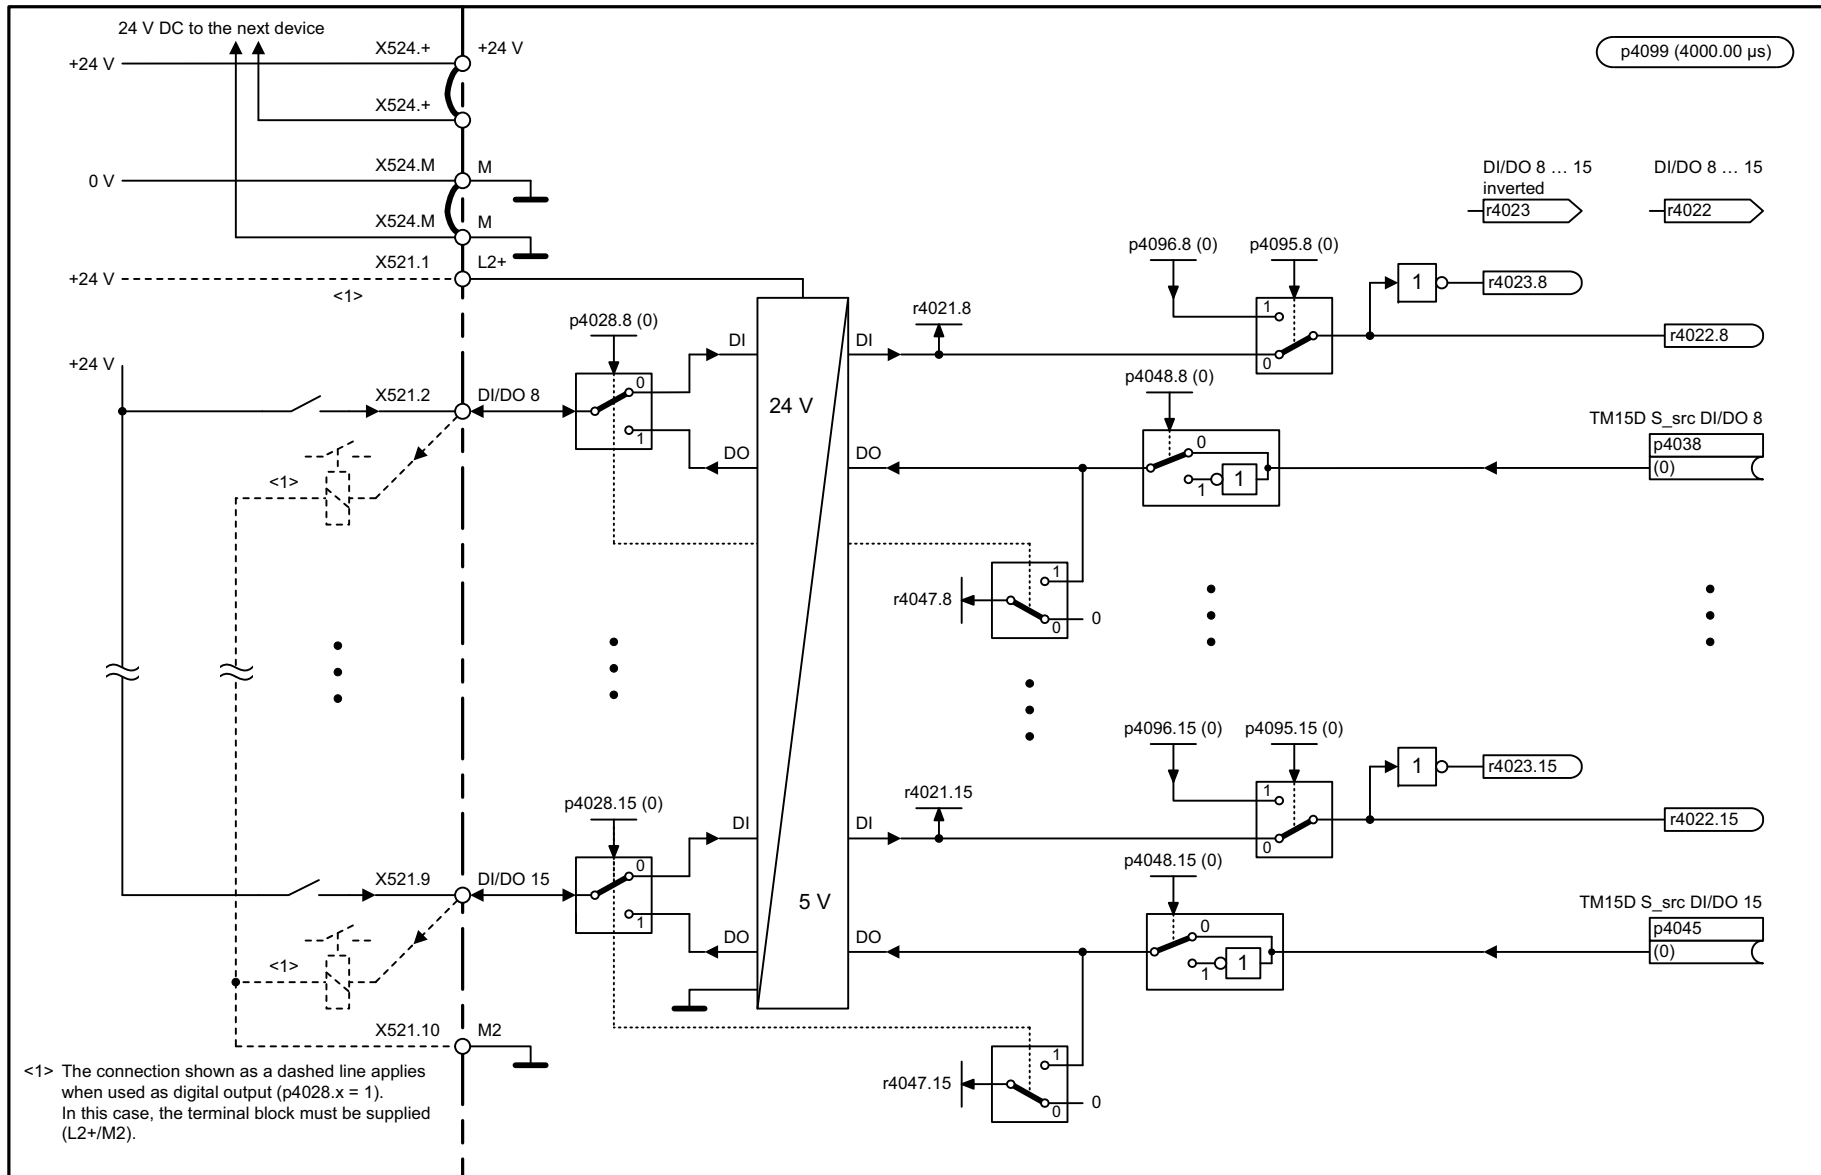 24 V DC to the next device
X524.+
+24 V
+24 V
p4099 (4000.00 µs)
X524.+
X524.M
M
0 V
DI/DO 8 … 15
inverted
r4023
DI/DO 8 … 15
r4022
X524.M
M
X521.1
L2+
+24 V
<1>
p4096.8 (0)
p4095.8 (0)
1
0
1
r4023.8
r4022.8
p4028.8 (0)
0
1
DI
DI
r4021.8
+24 V
X521.2
DI/DO 8
24 V
5 V
p4048.8 (0)
0
1
1
TM15D S_src DI/DO 8
p4038
(0)
DO
DO
<1>
r4047.8
1
0
0
p4096.15 (0)
p4095.15 (0)
1
0
1
r4023.15
r4022.15
p4028.15 (0)
0
1
DI
DI
r4021.15
X521.9
DI/DO 15
p4048.15 (0)
0
1
1
TM15D S_src DI/DO 15
p4045
(0)
DO
DO
<1>
X521.10
M2
r4047.15
1
0
0
<1> The connection shown as a dashed line applies
when used as digital output (p4028.x = 1).
In this case, the terminal block must be supplied
(L2+/M2).